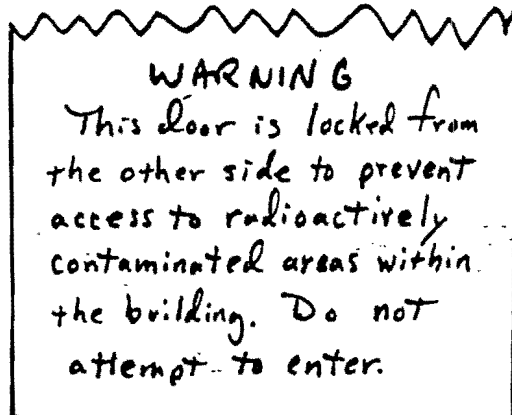 WARNING
This door is locked from
the other side to prevent
access to radioactively
contaminated areas within
the building. Do not
attempt to enter.